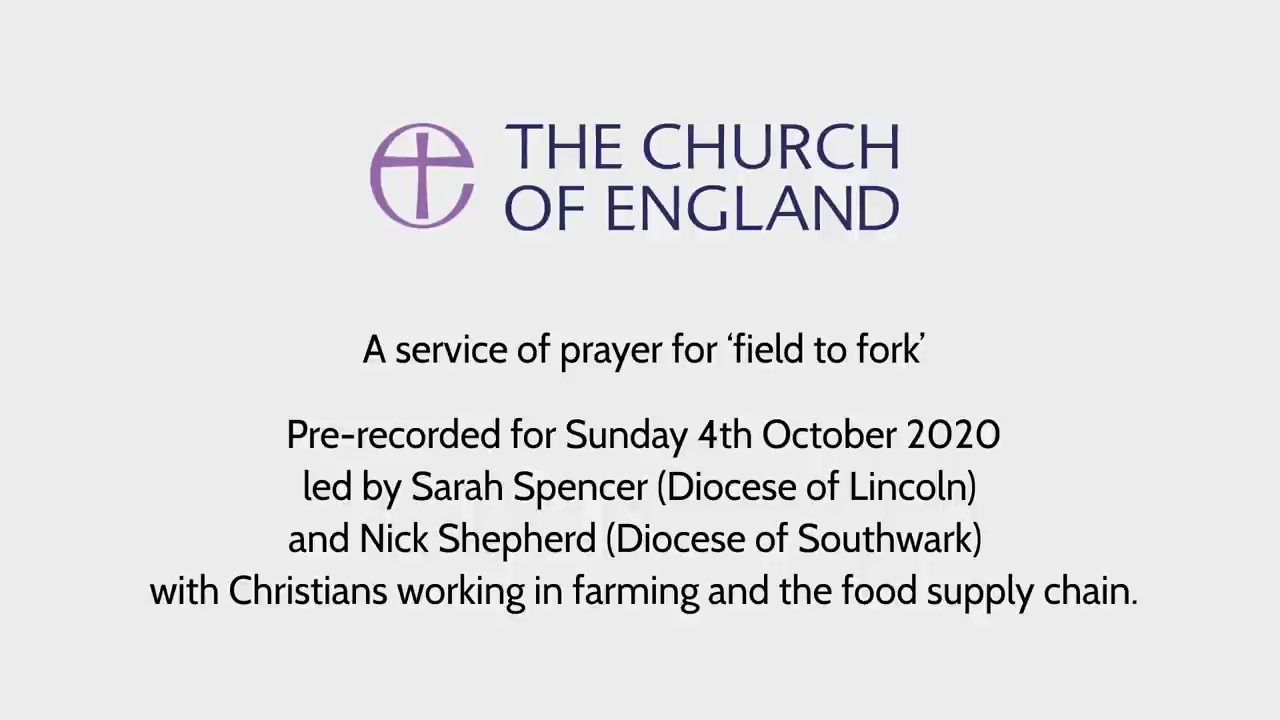 THE CHURCH
OF ENGLAND
A service of prayer for ‘field to fork’
Pre-recorded for Sunday 4th October 2020
led by Sarah Spencer (Diocese of Lincoln)
and Nick Shepherd (Diocese of Southwark)
with Christians working in farming and the food supply chain.